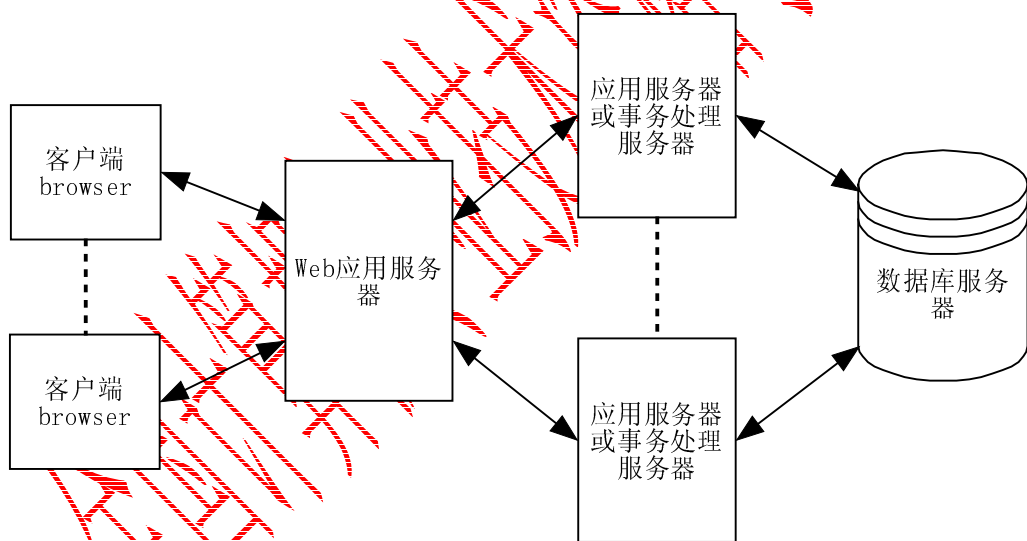 应用服务器
或事务处理
服务器
客户端
browser
Web应用服务
器
数据库服务
器
客户端
browser
应用服务器
或事务处理
服务器